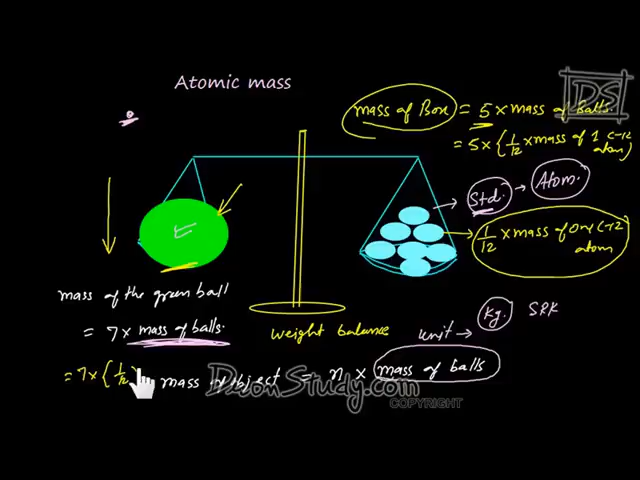 Atomic mass
DS
mass of Box = 5 × mass of balls.
= 5 × { 1/12 × mass of 1 C-12 atom }
Std. → Atom.
1/12 × mass of One C-12 atom
mass of the green ball
= 7 × mass of balls.
weight balance
unit → Kg.
= 7 × { 1/12
mass of object = n × mass of balls
DronStudy.com
COPYRIGHT